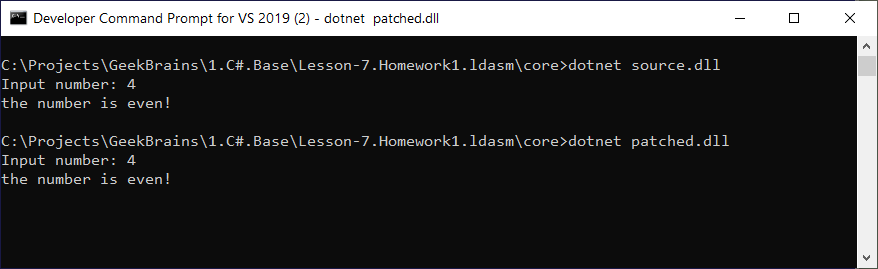 Developer Command Prompt for VS 2019 (2) - dotnet  patched.dll
C:\Projects\GeekBrains\1.C#.Base\Lesson-7.Homework1.ldasm\core>dotnet source.dll
Input number: 4
the number is even!
C:\Projects\GeekBrains\1.C#.Base\Lesson-7.Homework1.ldasm\core>dotnet patched.dll
Input number: 4
the number is even!